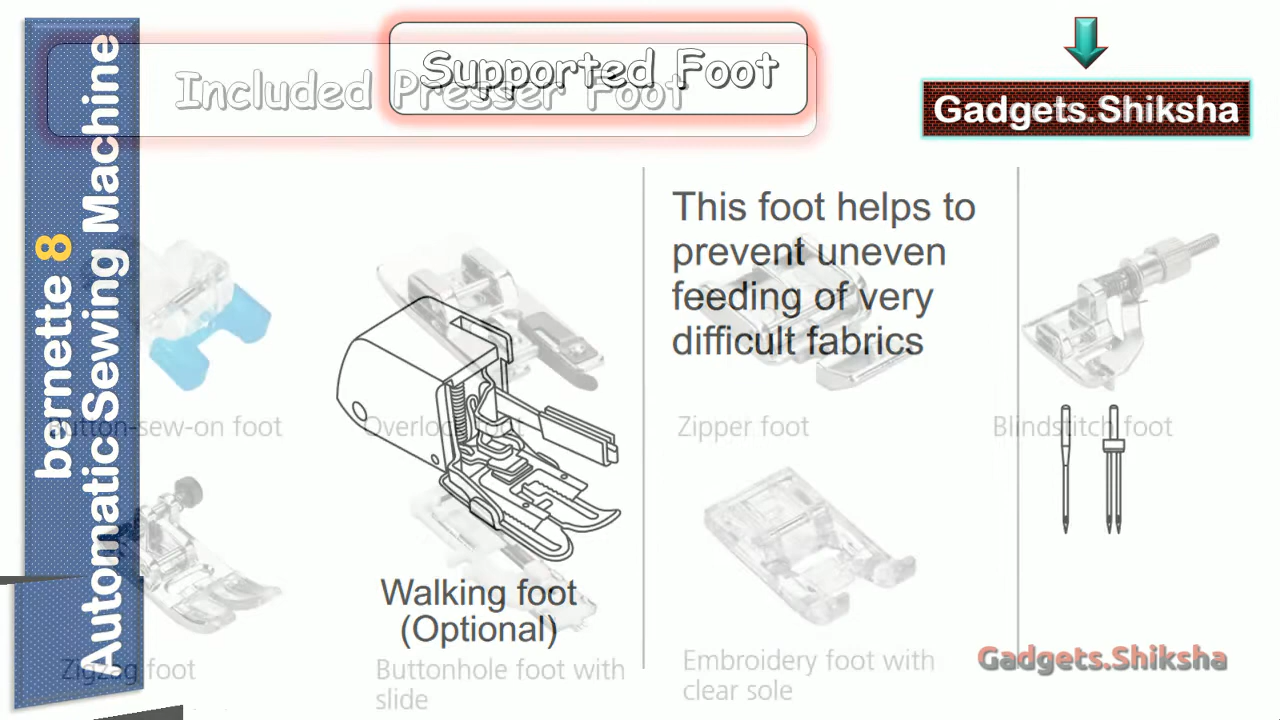 Supported Foot
Included Presser Foot
Gadgets.Shiksha
bernette 8
Automatic Sewing Machine
This foot helps to
prevent uneven
feeding of very
difficult fabrics
Button-sew-on foot
Overlock foot
Zipper foot
Blindstitch foot
Walking foot
(Optional)
Zigzag foot
Buttonhole foot with
slide
Embroidery foot with
clear sole
Gadgets.Shiksha